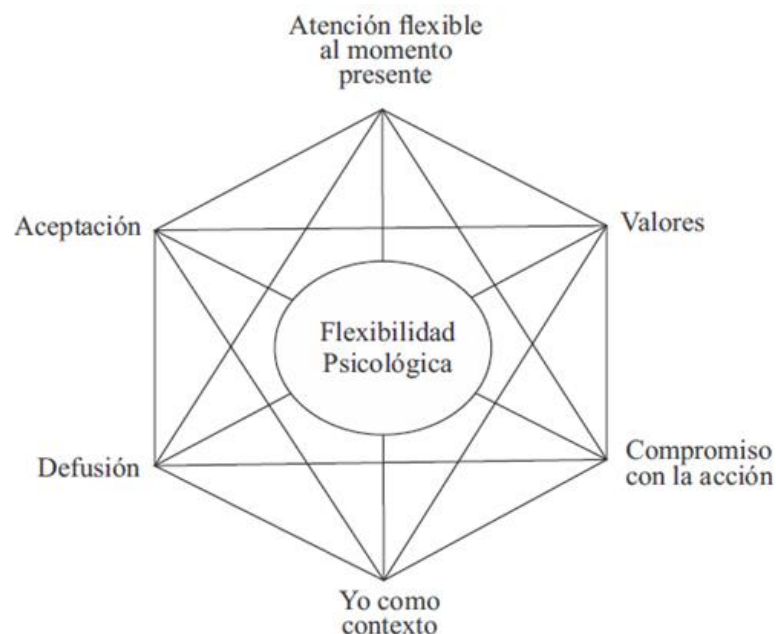 Atención flexible
al momento
presente
Aceptación
Valores
Flexibilidad
Psicológica
Defusión
Compromiso
con la acción
Yo como
contexto